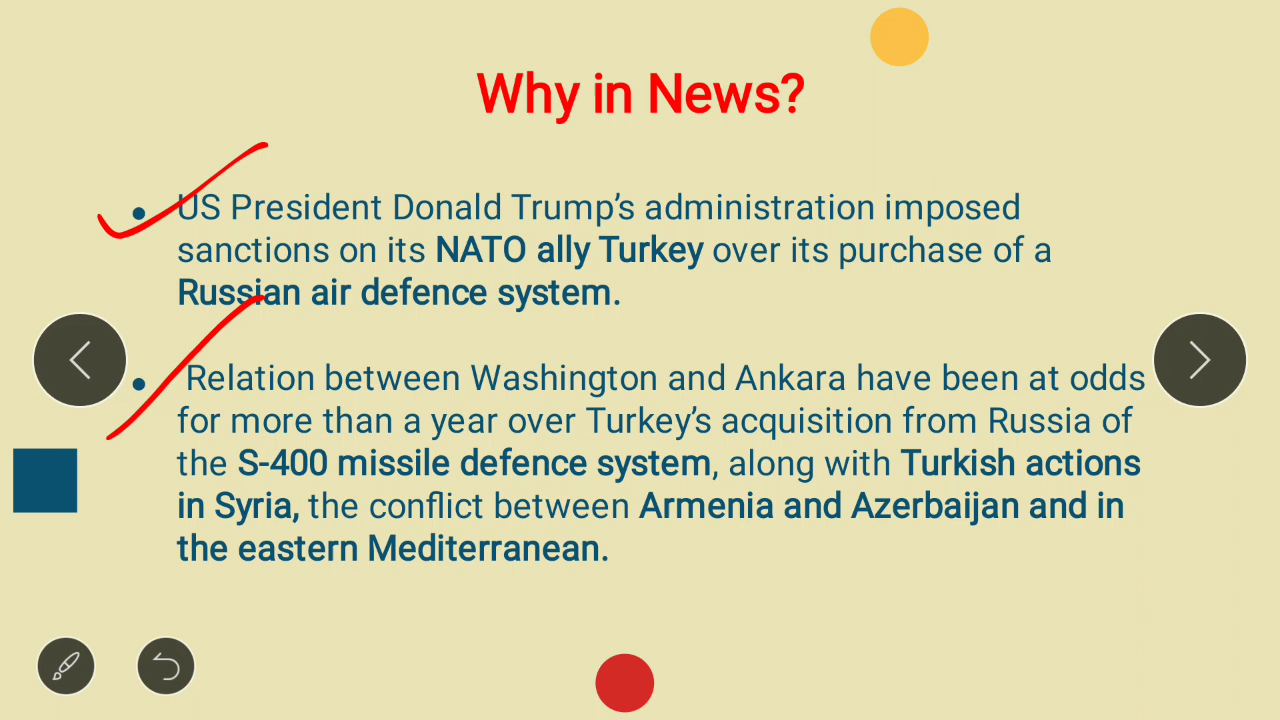 Why in News?
• US President Donald Trump's administration imposed
sanctions on its NATO ally Turkey over its purchase of a
Russian air defence system.
• Relation between Washington and Ankara have been at odds
for more than a year over Turkey's acquisition from Russia of
the S-400 missile defence system, along with Turkish actions
in Syria, the conflict between Armenia and Azerbaijan and in
the eastern Mediterranean.